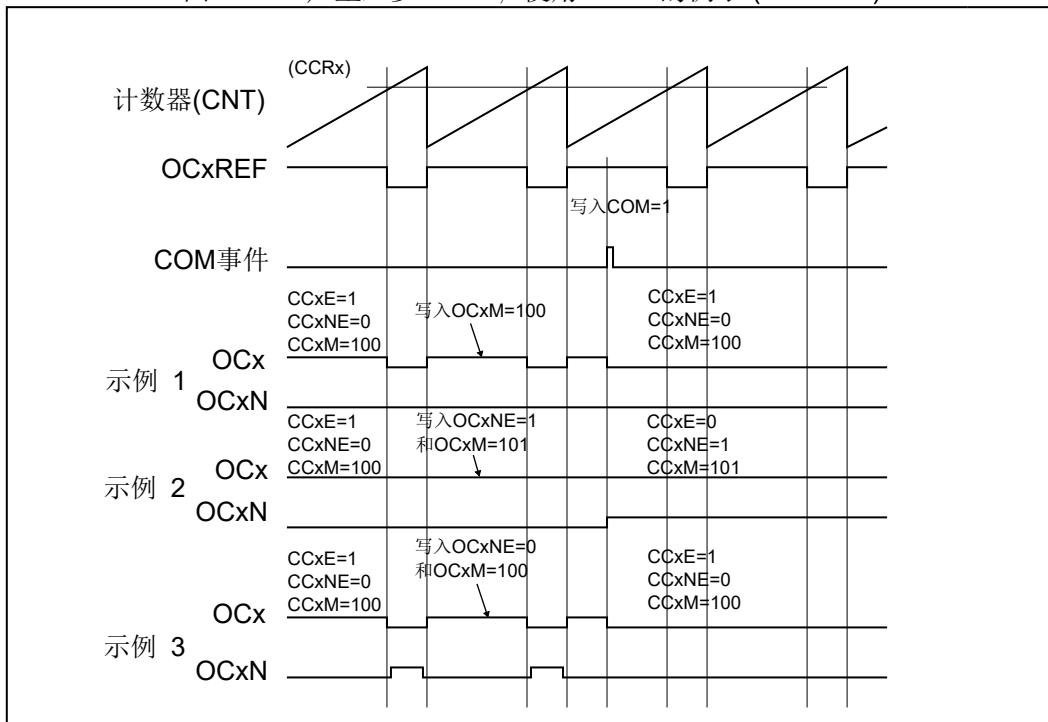 (CCRx)
计数器(CNT)
OCxREF
写入COM=1
COM事件
CCxE=1
CCxNE=0
CCxM=100
写入OCxM=100
CCxE=1
CCxNE=0
CCxM=100
OCx
示例 1
OCxN
CCxE=1
CCxNE=0
CCxM=100
写入OCxNE=1
和OCxM=101
CCxE=0
CCxNE=1
CCxM=101
OCx
示例 2
OCxN
CCxE=1
CCxNE=0
CCxM=100
写入OCxNE=0
和OCxM=100
CCxE=1
CCxNE=0
CCxM=100
OCx
示例 3
OCxN